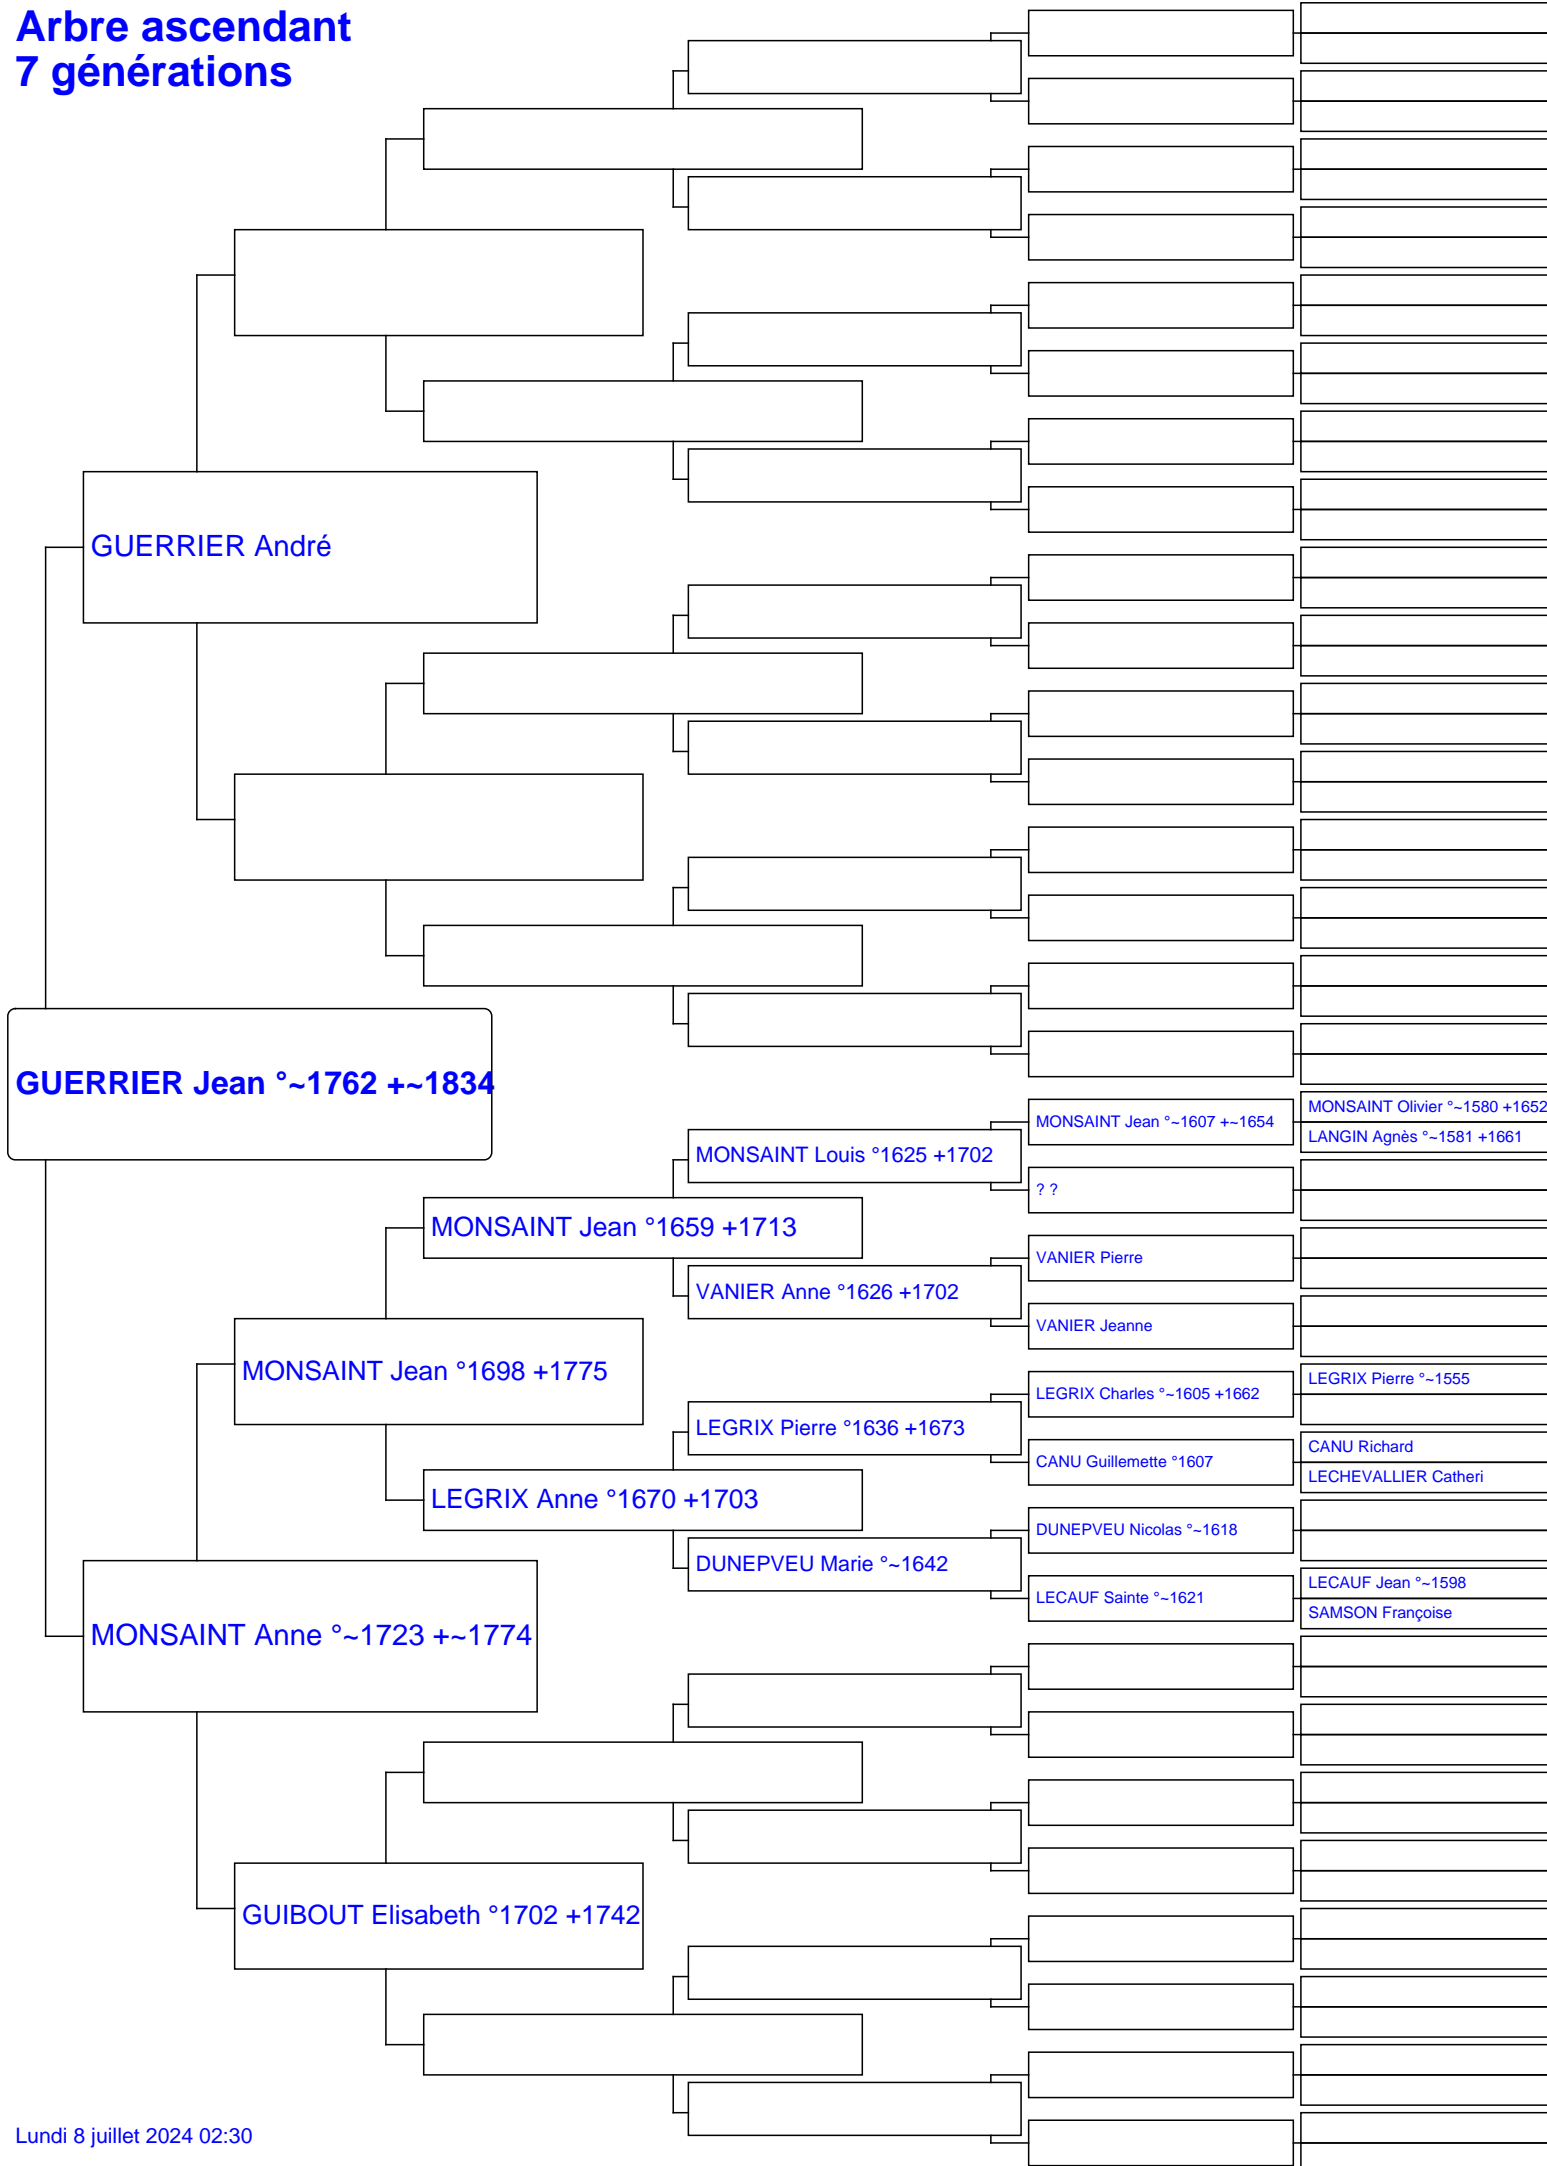 Arbre ascendant
7 générations
GUERRIER André
GUERRIER Jean °~1762 +~1834
MONSAINT Olivier °~1580 +1652
MONSAINT Jean °~1607 +~1654
LANGIN Agnès °~1581 +1661
MONSAINT Louis °1625 +1702
? ?
MONSAINT Jean °1659 +1713
VANIER Pierre
VANIER Anne °1626 +1702
VANIER Jeanne
MONSAINT Jean °1698 +1775
LEGRIX Pierre °~1555
LEGRIX Charles °~1605 +1662
LEGRIX Pierre °1636 +1673
CANU Richard
CANU Guillemette °1607
LECHEVALLIER Catheri
LEGRIX Anne °1670 +1703
DUNEPVEU Nicolas °~1618
DUNEPVEU Marie °~1642
LECAUF Jean °~1598
LECAUF Sainte °~1621
SAMSON Françoise
MONSAINT Anne °~1723 +~1774
GUIBOUT Elisabeth °1702 +1742
Lundi 8 juillet 2024 02:30